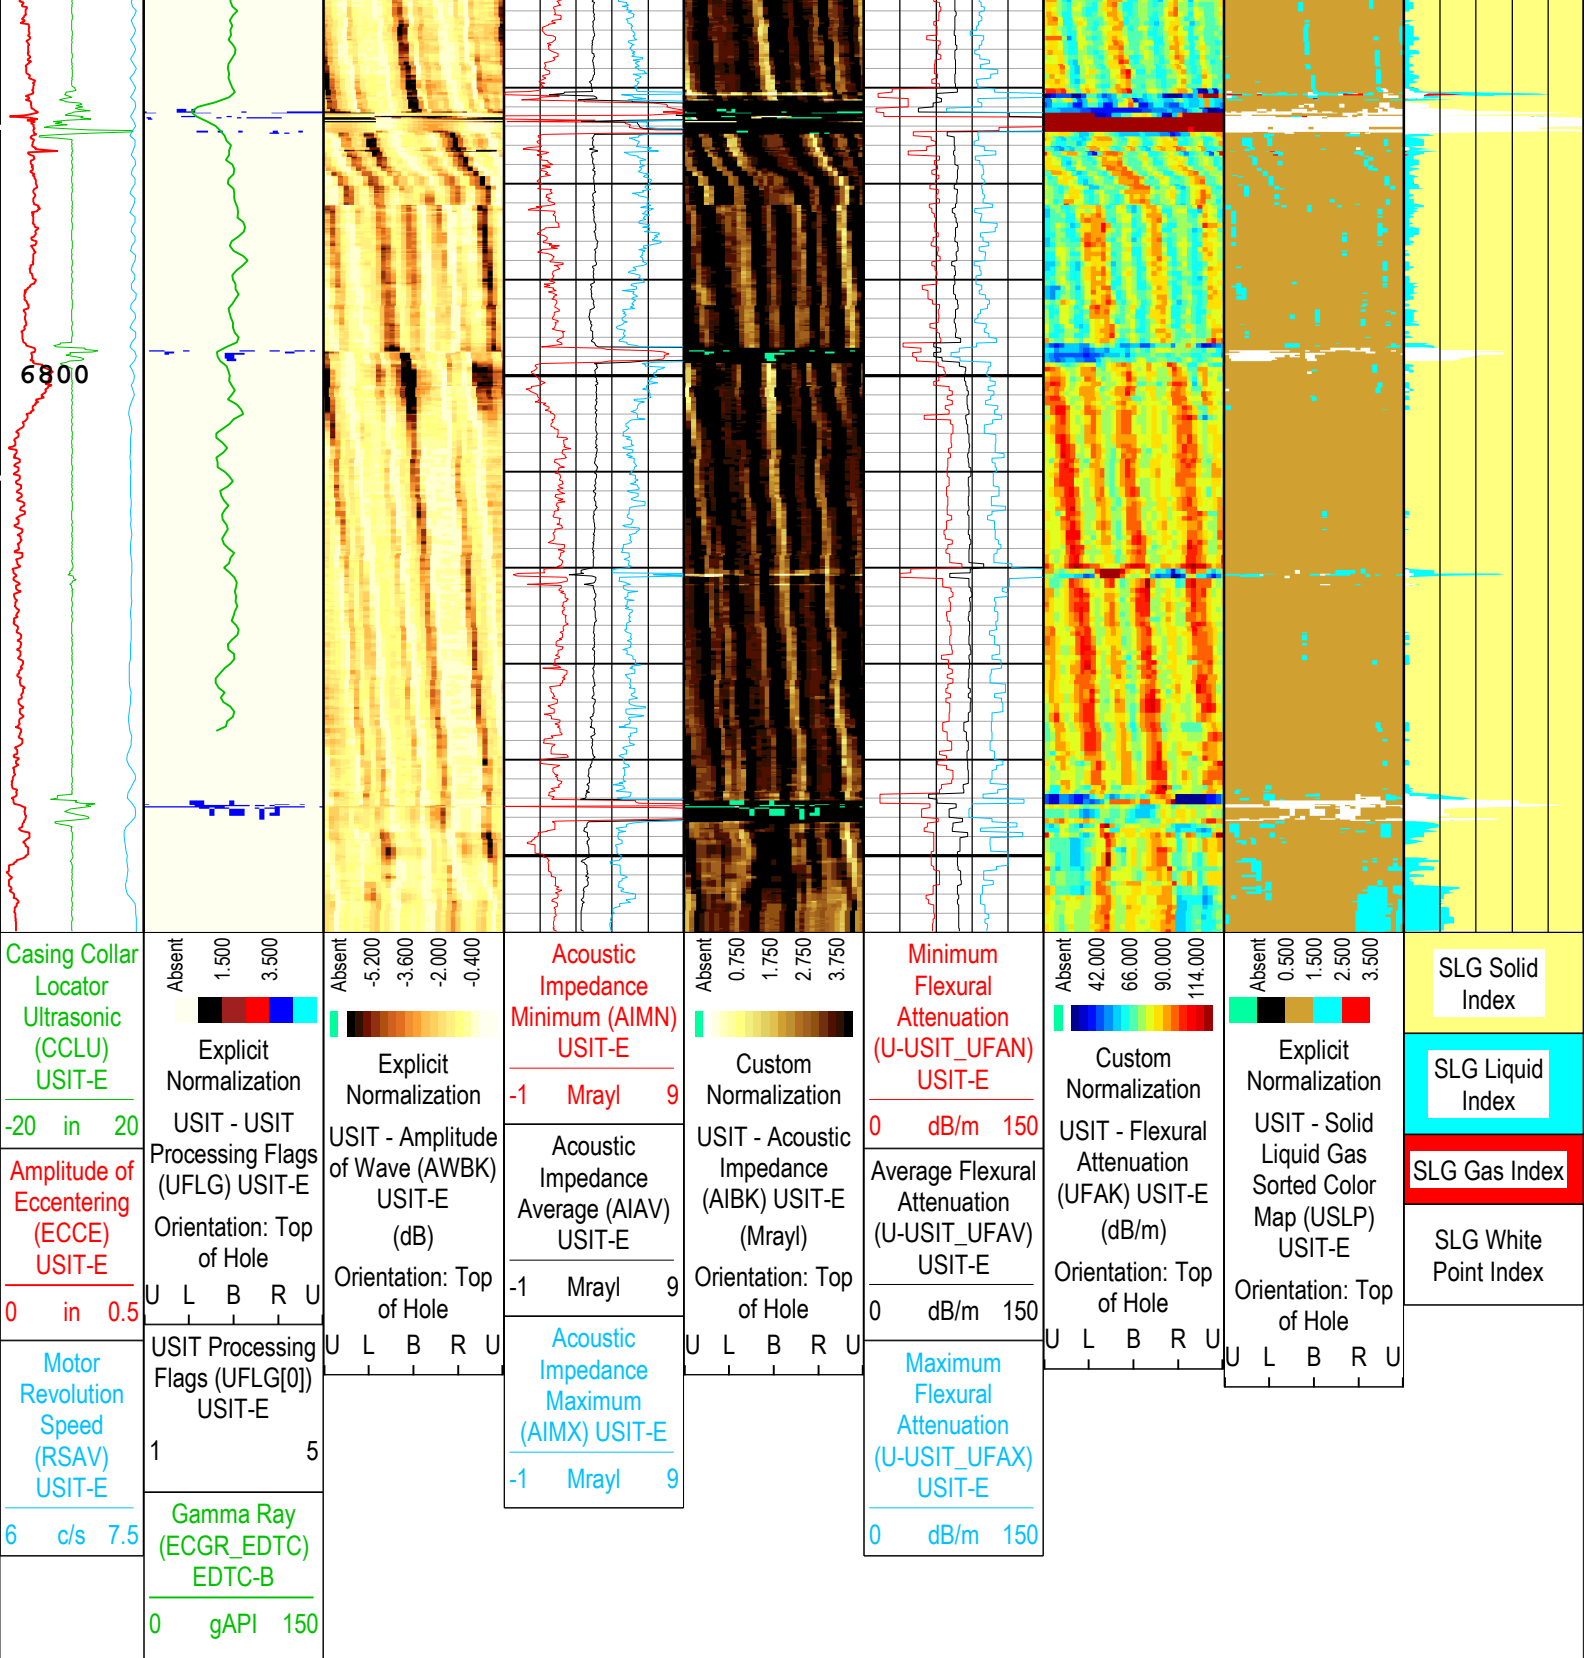 6800
Casing Collar
Locator
Ultrasonic
(CCLU)
USIT-E
-20 in 20
Amplitude of
Eccentering
(ECCE)
USIT-E
0 in 0.5
Motor
Revolution
Speed
(RSAV)
USIT-E
6 c/s 7.5
Absent 1.500 3.500
Explicit
Normalization
USIT - USIT
Processing Flags
(UFLG) USIT-E
Orientation: Top
of Hole
U L B R U
USIT Processing
Flags (UFLG[0])
USIT-E
1 5
Gamma Ray
(ECGR_EDTC)
EDTC-B
0 gAPI 150
Absent -5.200 -3.600 -2.000 -0.400
Explicit
Normalization
USIT - Amplitude
of Wave (AWBK)
USIT-E
(dB)
Orientation: Top
of Hole
U L B R U
Acoustic
Impedance
Minimum (AIMN)
USIT-E
-1 Mrayl 9
Acoustic
Impedance
Average (AIAV)
USIT-E
-1 Mrayl 9
Acoustic
Impedance
Maximum
(AIMX) USIT-E
-1 Mrayl 9
Absent 0.750 1.750 2.750 3.750
Custom
Normalization
USIT - Acoustic
Impedance
(AIBK) USIT-E
(Mrayl)
Orientation: Top
of Hole
U L B R U
Minimum
Flexural
Attenuation
(U-USIT_UFAN)
USIT-E
0 dB/m 150
Average Flexural
Attenuation
(U-USIT_UFAV)
USIT-E
0 dB/m 150
Maximum
Flexural
Attenuation
(U-USIT_UFAX)
USIT-E
0 dB/m 150
Absent 42.000 66.000 90.000 114.000
Custom
Normalization
USIT - Flexural
Attenuation
(UFAK) USIT-E
(dB/m)
Orientation: Top
of Hole
U L B R U
Absent 0.500 1.500 2.500 3.500
Explicit
Normalization
USIT - Solid
Liquid Gas
Sorted Color
Map (USLP)
USIT-E
Orientation: Top
of Hole
U L B R U
SLG Solid
Index
SLG Liquid
Index
SLG Gas Index
SLG White
Point Index